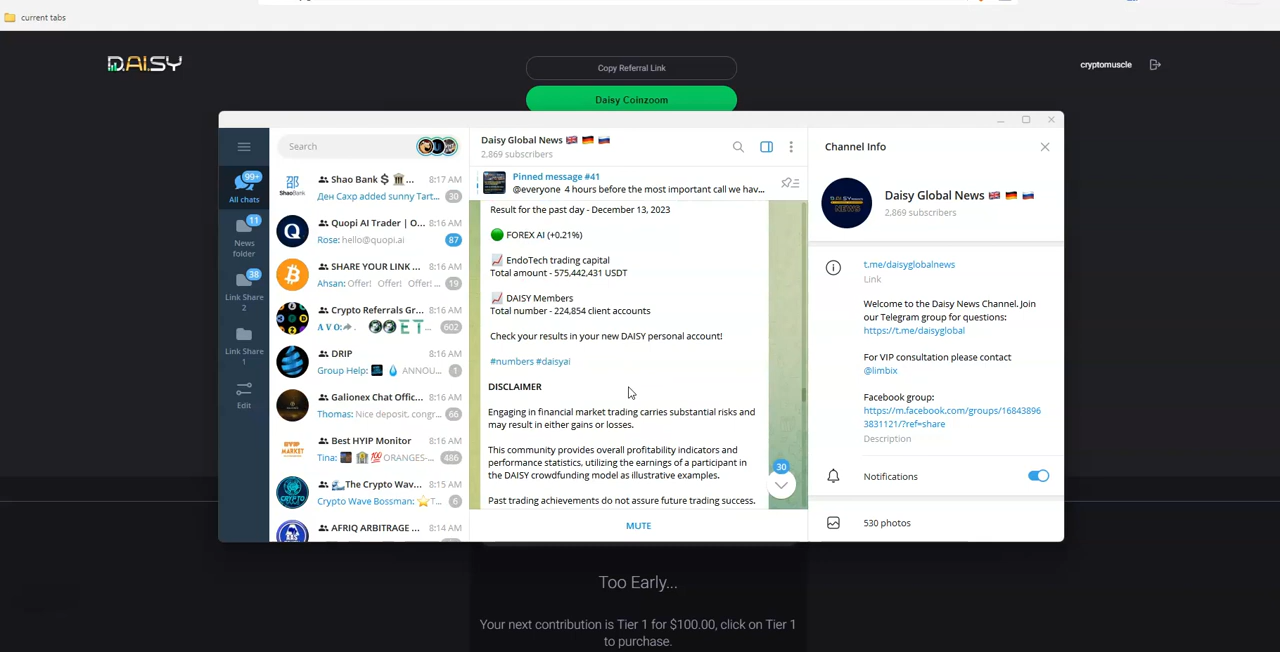 current tabs
DAISY
Copy Referral Link
cryptomuscle
Daisy Coinzoom
Search
99+
All chats
11
News
folder
38
Link Share
2
Link Share
1
Edit
Shao Bank $ 🏛... 8:17 AM
Ден Сахр added sunny Tart... 30
Quopi AI Trader | O... 8:16 AM
Rose: hello@quopi.ai 87
SHARE YOUR LINK ... 8:16 AM
Ahsan: Offer! Offer! Offer! ... 19
Crypto Referrals Gr... 8:16 AM
A V O: ... 602
DRIP 8:16 AM
Group Help: ANNOU... 1
Galionex Chat Offic... 8:16 AM
Thomas: Nice deposit, congr... 66
Best HYIP Monitor 8:16 AM
Tina: 💯 ORANGES-... 486
🌊The Crypto Wav... 8:15 AM
Crypto Wave Bossman: ⭐T... 6
AFRIQ ARBITRAGE ... 8:14 AM
Daisy Global News 🇬🇧 🇩🇪 🇷🇺
2,869 subscribers
Pinned message #41
@everyone 4 hours before the most important call we hav...
Result for the past day - December 13, 2023
🟢 FOREX AI (+0.21%)
📈 EndoTech trading capital
Total amount - 575,442,431 USDT
📈 DAISY Members
Total number - 224,854 client accounts
Check your results in your new DAISY personal account!
#numbers #daisyai
DISCLAIMER
Engaging in financial market trading carries substantial risks and
may result in either gains or losses.
This community provides overall profitability indicators and
performance statistics, utilizing the earnings of a participant in
the DAISY crowdfunding model as illustrative examples.
Past trading achievements do not assure future trading success.
30
MUTE
Channel Info
Daisy Global News 🇬🇧 🇩🇪 🇷🇺
2,869 subscribers
t.me/daisyglobalnews
Link
Welcome to the Daisy News Channel. Join
our Telegram group for questions:
https://t.me/daisyglobal
For VIP consultation please contact
@limbix
Facebook group:
https://m.facebook.com/groups/16843896
3831121/?ref=share
Description
Notifications
530 photos
Too Early...
Your next contribution is Tier 1 for $100.00, click on Tier 1
to purchase.